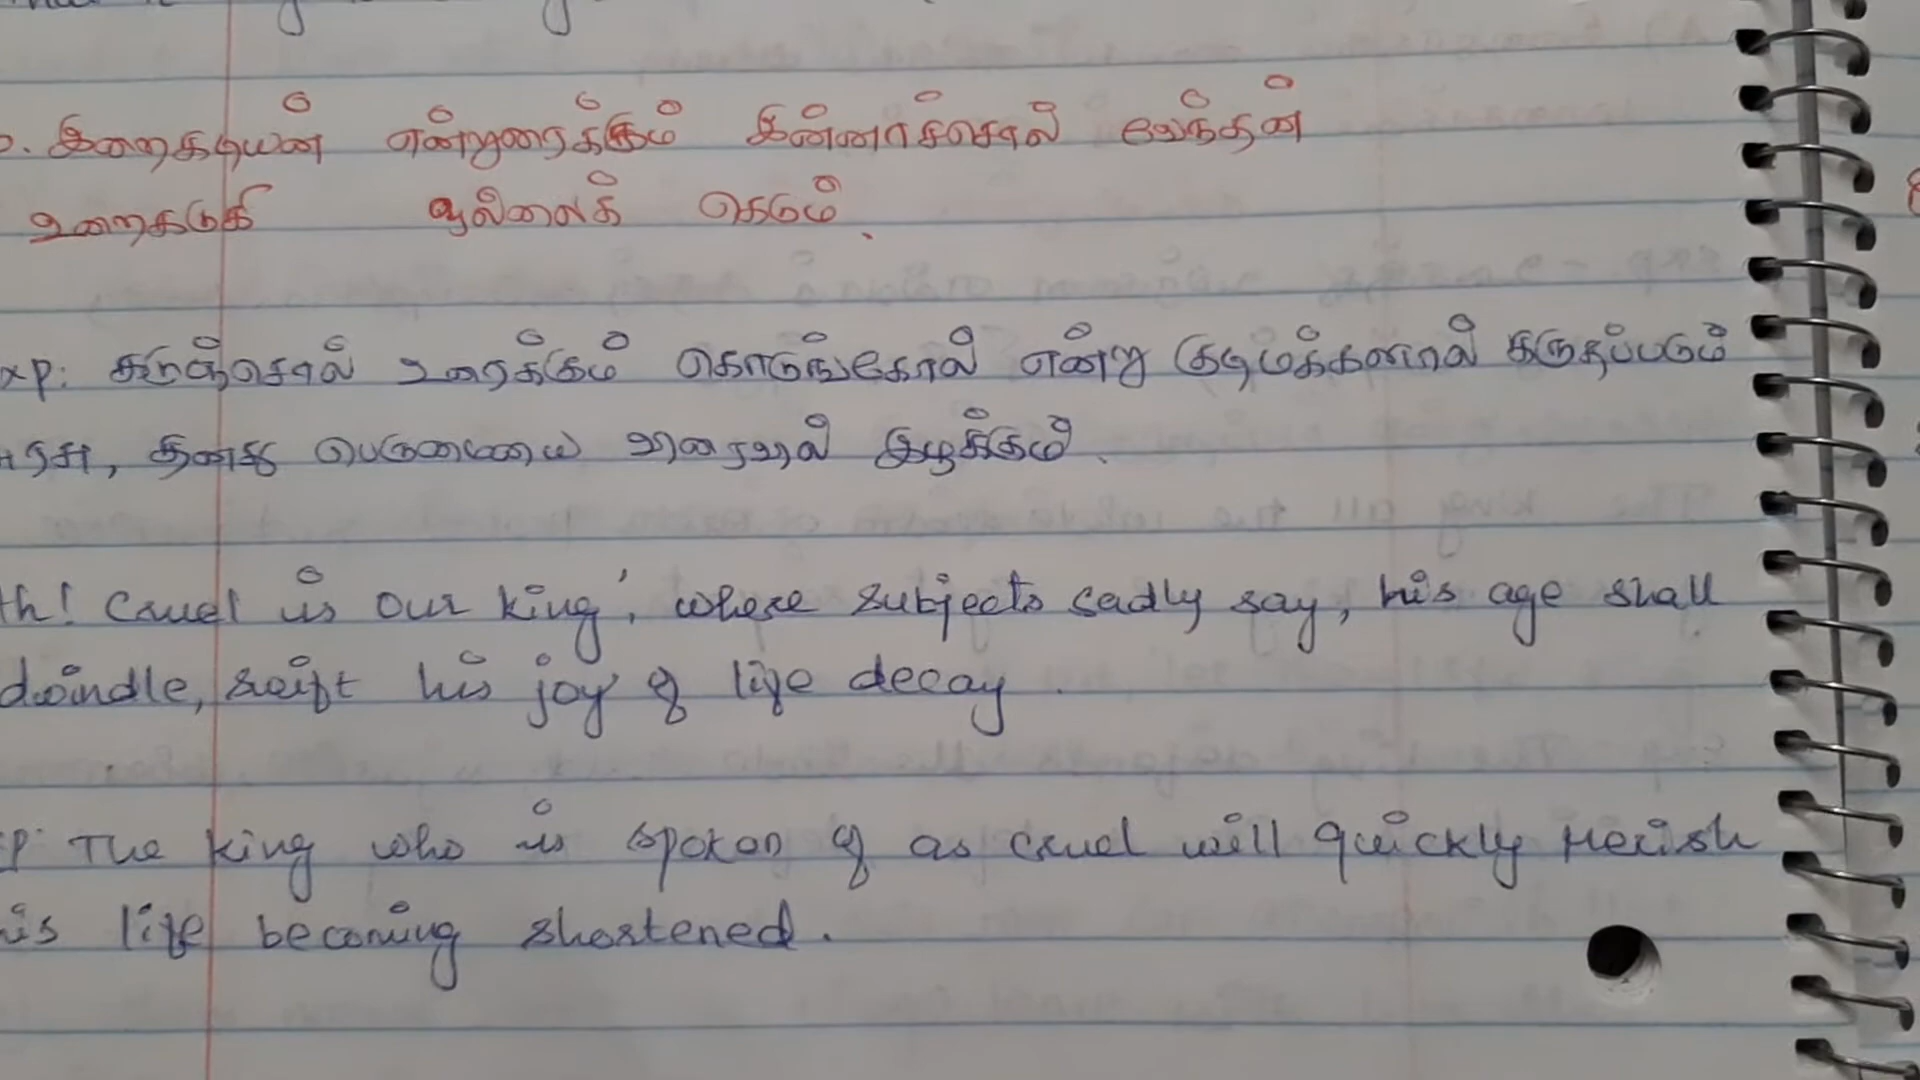 இறைகடியன் என்றுரைக்கும் இன்னாச்சொல் வேந்தன்
உறைகடுகி ஒல்லைக் கெடும்.
xp: கடுஞ்சொல் உரைக்கும் கொடுங்கோல் என்று குடிமக்களால் கருதப்படும்
ரசு, தனது பெருமையை விரைவில் இழக்கும்.
th! Cruel is our king', where subjects sadly say, his age shall
dwindle, swift his joy of life decay.
p: The king who is spoken of as cruel will quickly perish
is life becoming shortened.